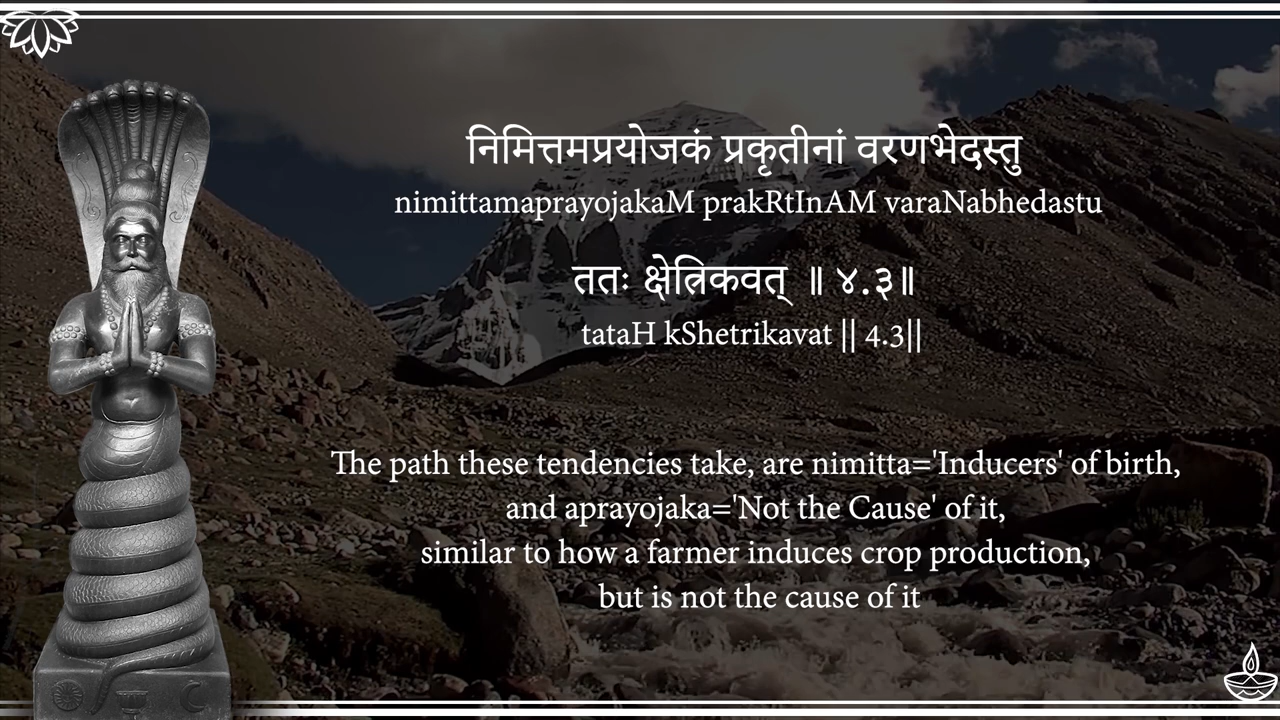 निमित्तमप्रयोजकं प्रकृतीनां वरणभेदस्तु
nimittamaprayojakaM prakRtInAM varaNabhedastu
ततः क्षेत्रिकवत् ॥ ४.३॥
tataH kShetrikavat || 4.3||
The path these tendencies take, are nimitta='Inducers' of birth,
and aprayojaka='Not the Cause' of it,
similar to how a farmer induces crop production,
but is not the cause of it